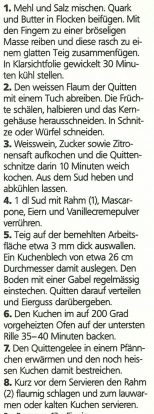 1. Mehl und Salz mischen. Quark
und Butter in Flocken beifügen. Mit
den Fingern zu einer bröseligen
Masse reiben und diese rasch zu ei-
nem glatten Teig zusammenfügen.
In Klarsichtfolie gewickelt 30 Minu-
ten kühl stellen.
2. Den weissen Flaum der Quitten
mit einem Tuch abreiben. Die Früch-
te schälen, halbieren und das Kern-
gehäuse herausschneiden. In Schnit-
ze oder Würfel schneiden.
3. Weisswein, Zucker sowie Zitro-
nensaft aufkochen und die Quitten-
schnitze darin 10 Minuten weich
kochen. Aus dem Sud heben und
abkühlen lassen.
4. 1 dl Sud mit Rahm (1), Mascar-
pone, Eiern und Vanillecremepulver
verrühren.
5. Teig auf der bemehlten Arbeits-
fläche etwa 3 mm dick auswallen.
Ein Kuchenblech von etwa 26 cm
Durchmesser damit auslegen. Den
Boden mit einer Gabel regelmässig
einstechen. Quitten darauf verteilen
und Eierguss darübergeben.
6. Den Kuchen im auf 200 Grad
vorgeheizten Ofen auf der untersten
Rille 35–40 Minuten backen.
7. Den Quittengelee in einem Pfänn-
chen erwärmen und den noch heis-
sen Kuchen damit bestreichen.
8. Kurz vor dem Servieren den Rahm
(2) flaumig schlagen und zum lauwar-
men oder kalten Kuchen servieren.